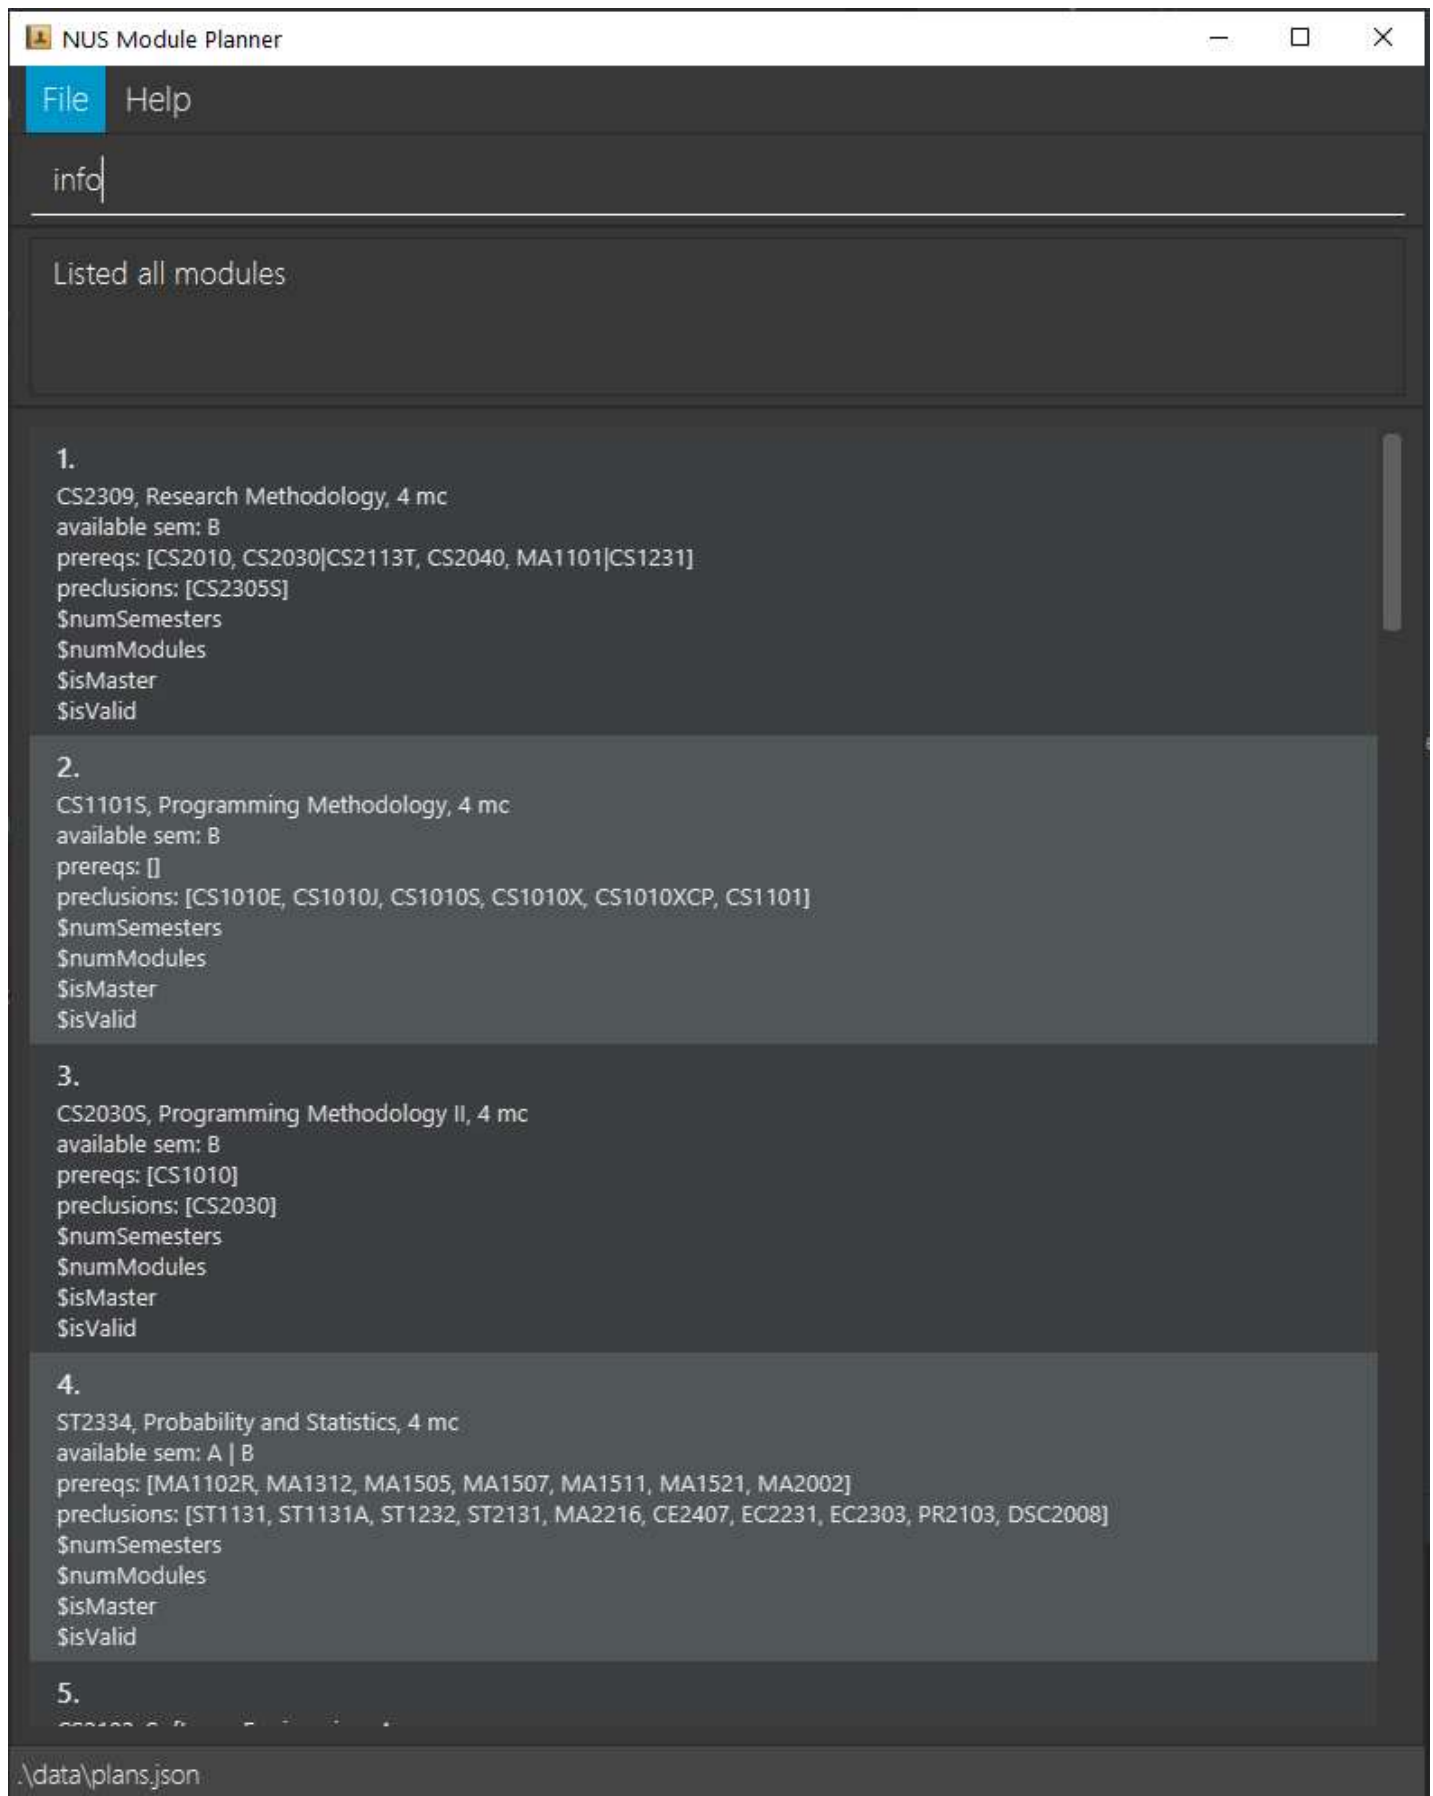 NUS Module Planner
File Help
info
Listed all modules
1.
CS2309, Research Methodology, 4 mc
available sem: B
prereqs: [CS2010, CS2030|CS2113T, CS2040, MA1101|CS1231]
preclusions: [CS2305S]
$numSemesters
$numModules
$isMaster
$isValid
2.
CS1101S, Programming Methodology, 4 mc
available sem: B
prereqs: []
preclusions: [CS1010E, CS1010J, CS1010S, CS1010X, CS1010XCP, CS1101]
$numSemesters
$numModules
$isMaster
$isValid
3.
CS2030S, Programming Methodology II, 4 mc
available sem: B
prereqs: [CS1010]
preclusions: [CS2030]
$numSemesters
$numModules
$isMaster
$isValid
4.
ST2334, Probability and Statistics, 4 mc
available sem: A | B
prereqs: [MA1102R, MA1312, MA1505, MA1507, MA1511, MA1521, MA2002]
preclusions: [ST1131, ST1131A, ST1232, ST2131, MA2216, CE2407, EC2231, EC2303, PR2103, DSC2008]
$numSemesters
$numModules
$isMaster
$isValid
5.
.\data\plans.json